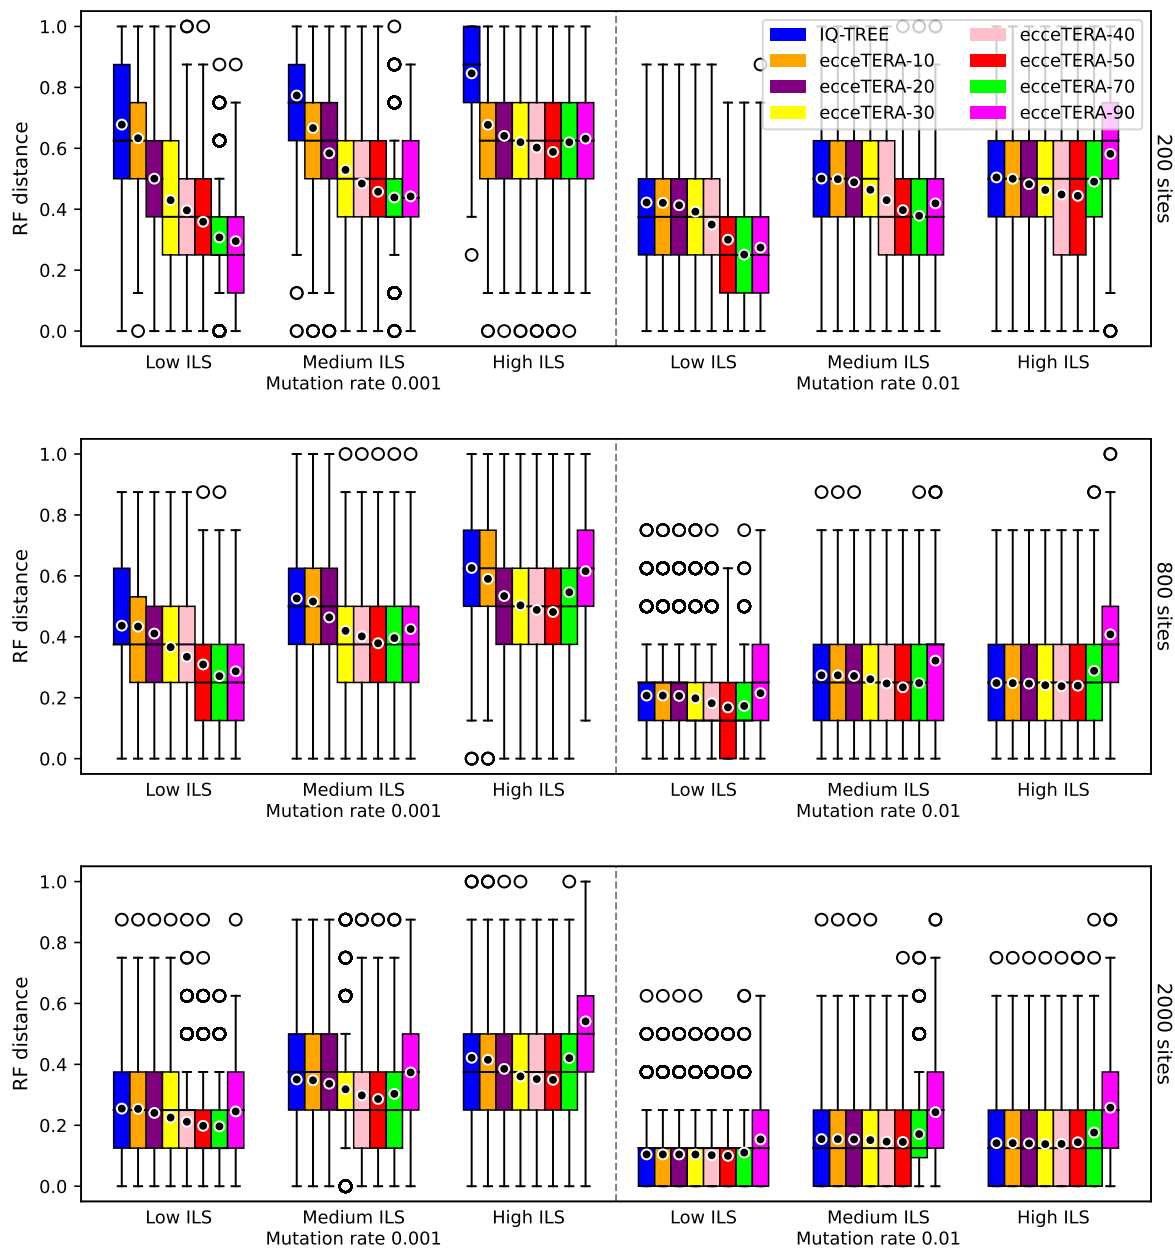 1.0
0.8
0.6
0.4
0.2
0.0
RF distance
IQ-TREE
ecceTERA-10
ecceTERA-20
ecceTERA-30
ecceTERA-40
ecceTERA-50
ecceTERA-70
ecceTERA-90
200 sites
Low ILS Medium ILS High ILS Low ILS Medium ILS High ILS
Mutation rate 0.001 Mutation rate 0.01
1.0
0.8
0.6
0.4
0.2
0.0
RF distance
800 sites
Low ILS Medium ILS High ILS Low ILS Medium ILS High ILS
Mutation rate 0.001 Mutation rate 0.01
1.0
0.8
0.6
0.4
0.2
0.0
RF distance
2000 sites
Low ILS Medium ILS High ILS Low ILS Medium ILS High ILS
Mutation rate 0.001 Mutation rate 0.01